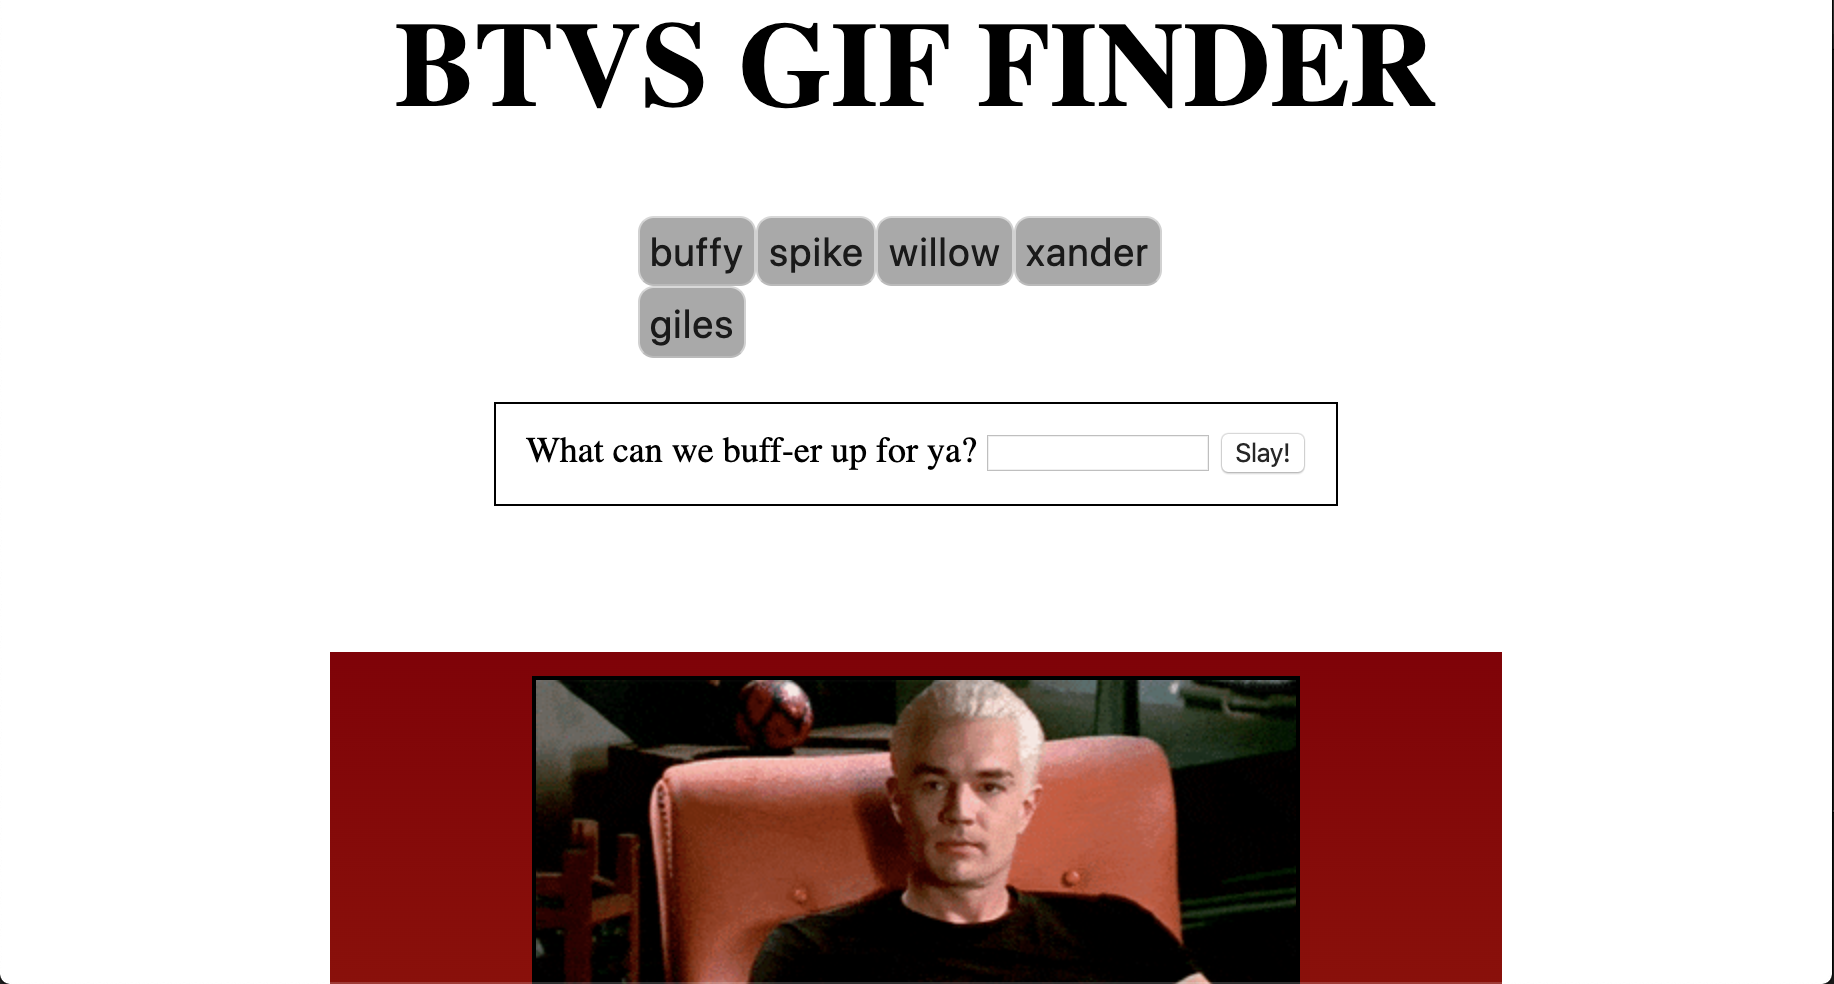 BTVS GIF FINDER
buffy spike willow xander
giles
What can we buff-er up for ya? Slay!